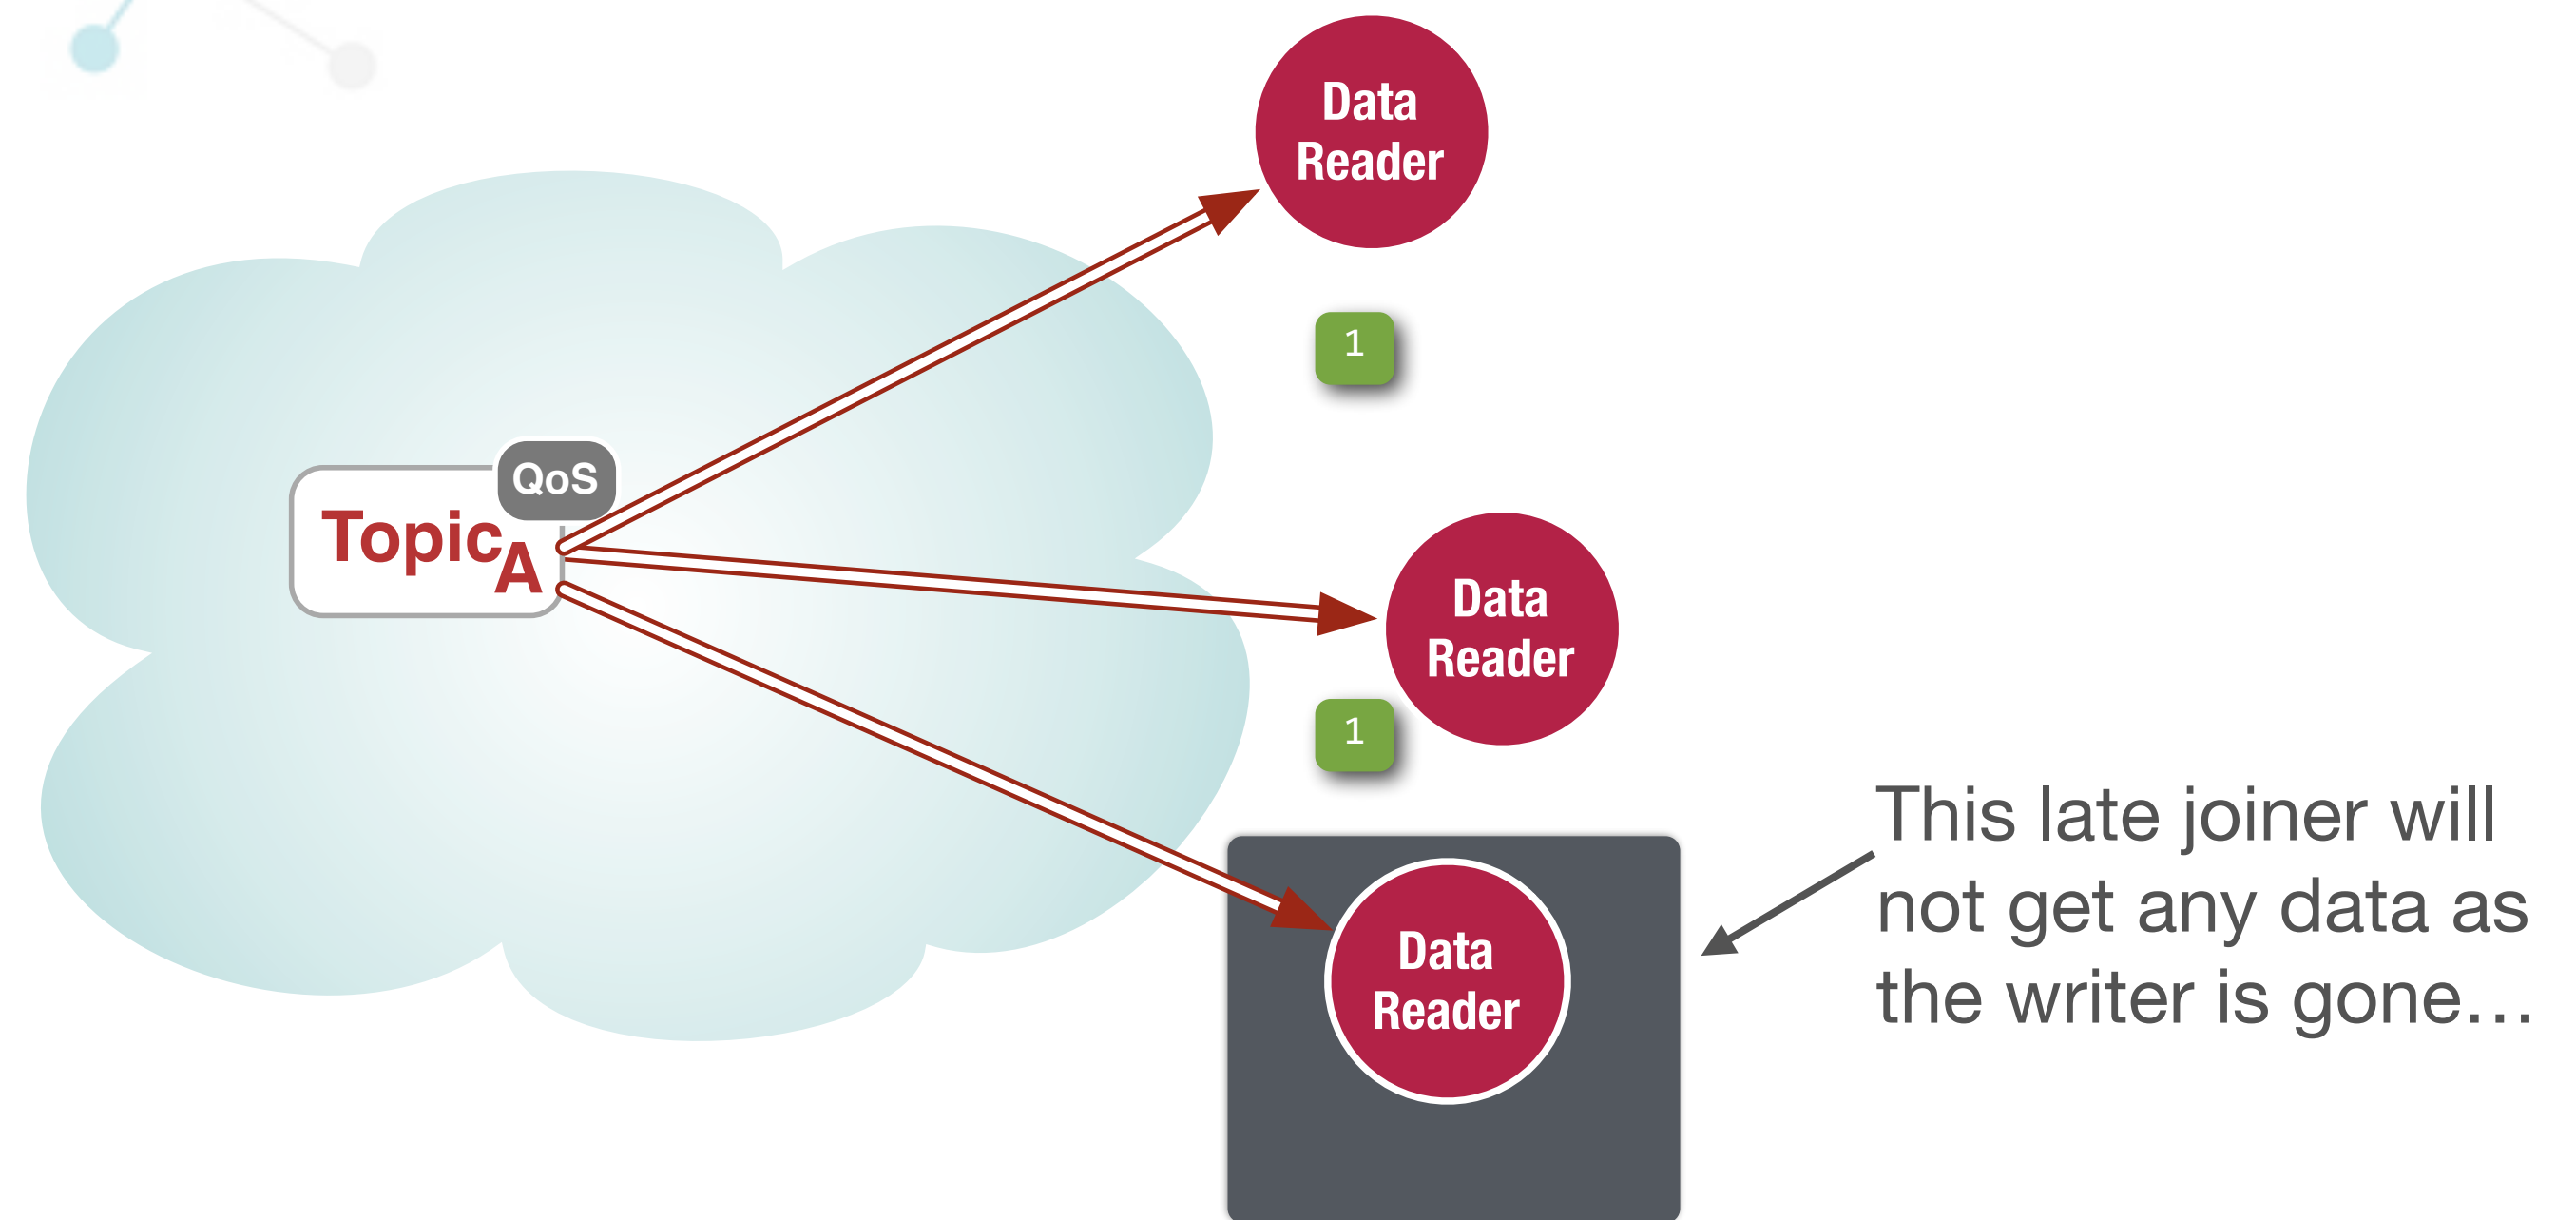 Data
Reader
1
QoS
TopicA
Data
Reader
1
This late joiner will
not get any data as
the writer is gone…
Data
Reader